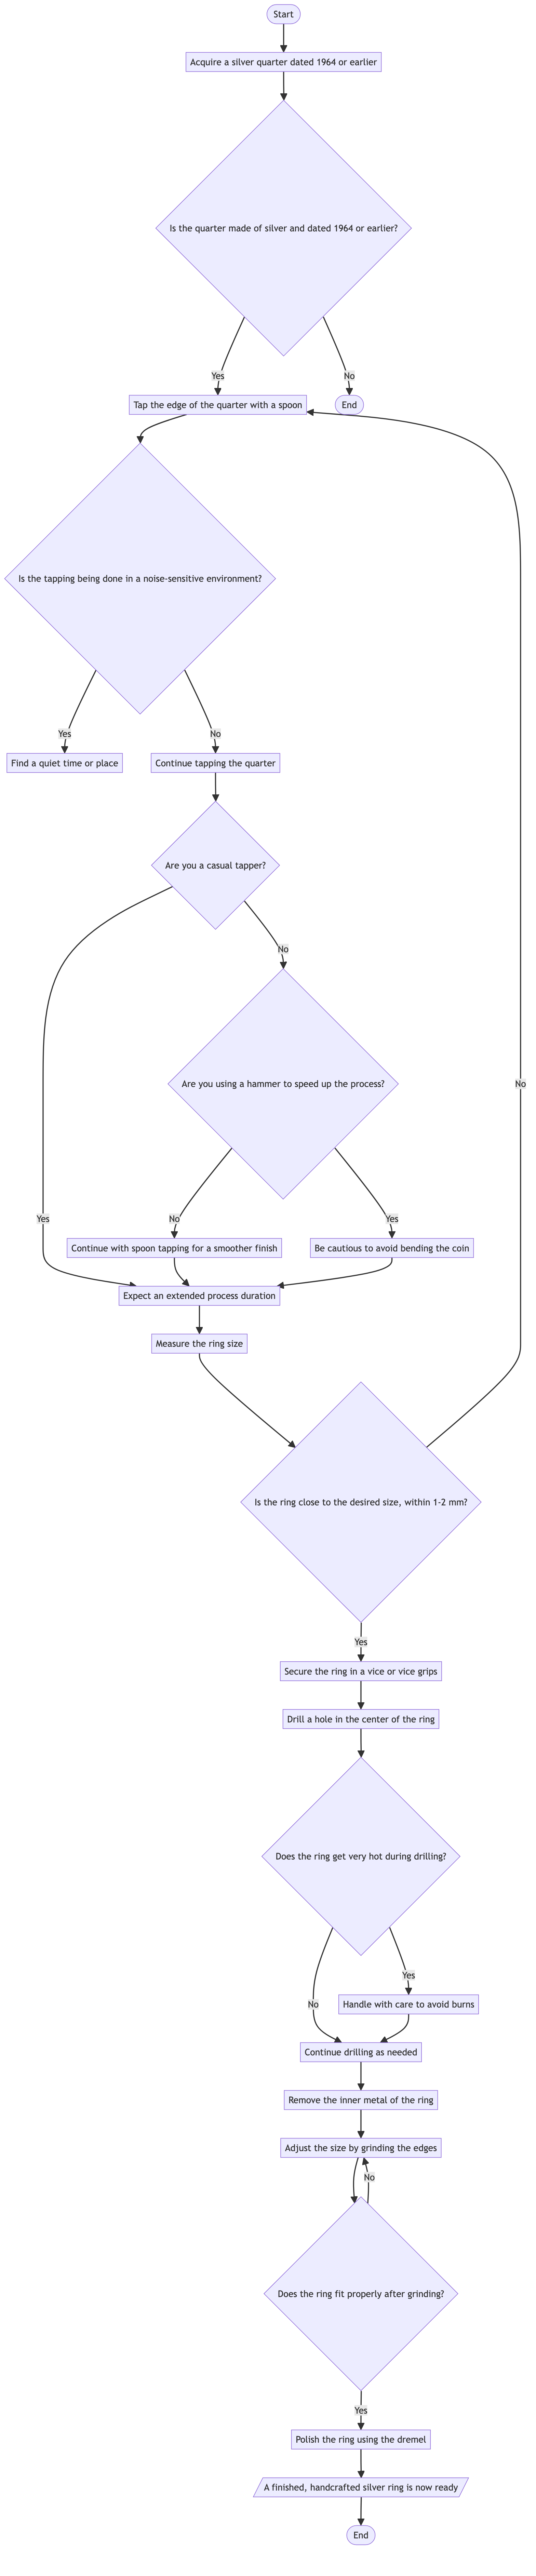 Start
Acquire a silver quarter dated 1964 or earlier
Is the quarter made of silver and dated 1964 or earlier?
Yes
No
Tap the edge of the quarter with a spoon
End
Is the tapping being done in a noise-sensitive environment?
Yes
No
Find a quiet time or place
Continue tapping the quarter
Are you a casual tapper?
No
Are you using a hammer to speed up the process?
No
Yes
No
Yes
Continue with spoon tapping for a smoother finish
Be cautious to avoid bending the coin
Expect an extended process duration
Measure the ring size
Is the ring close to the desired size, within 1-2 mm?
Yes
Secure the ring in a vice or vice grips
Drill a hole in the center of the ring
Does the ring get very hot during drilling?
Yes
No
Handle with care to avoid burns
Continue drilling as needed
Remove the inner metal of the ring
Adjust the size by grinding the edges
No
Does the ring fit properly after grinding?
Yes
Polish the ring using the dremel
A finished, handcrafted silver ring is now ready
End